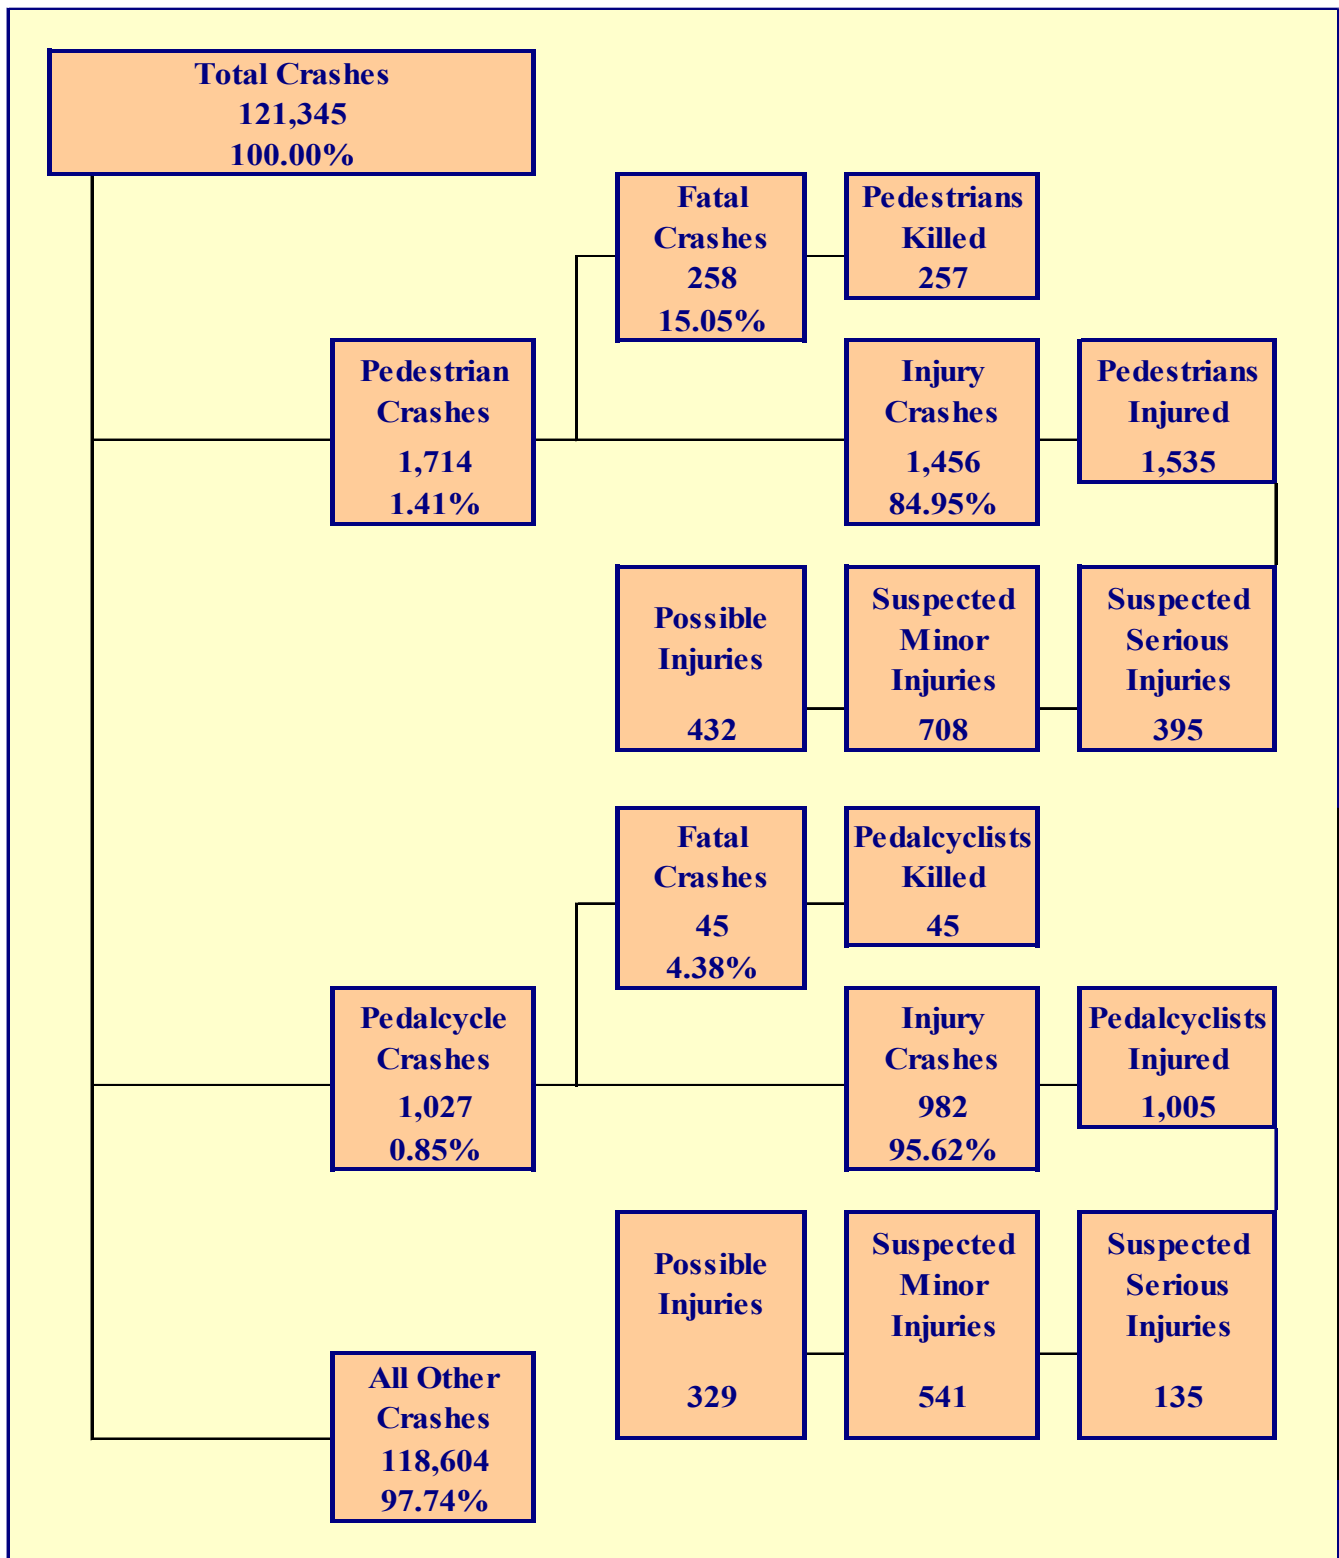 Total Crashes
121,345
100.00%
Fatal
Crashes
258
15.05%
Pedestrians
Killed
257
Pedestrian
Crashes
1,714
1.41%
Injury
Crashes
1,456
84.95%
Pedestrians
Injured
1,535
Possible
Injuries
432
Suspected
Minor
Injuries
708
Suspected
Serious
Injuries
395
Fatal
Crashes
45
4.38%
Pedalcyclists
Killed
45
Pedalcycle
Crashes
1,027
0.85%
Injury
Crashes
982
95.62%
Pedalcyclists
Injured
1,005
Possible
Injuries
329
Suspected
Minor
Injuries
541
Suspected
Serious
Injuries
135
All Other
Crashes
118,604
97.74%